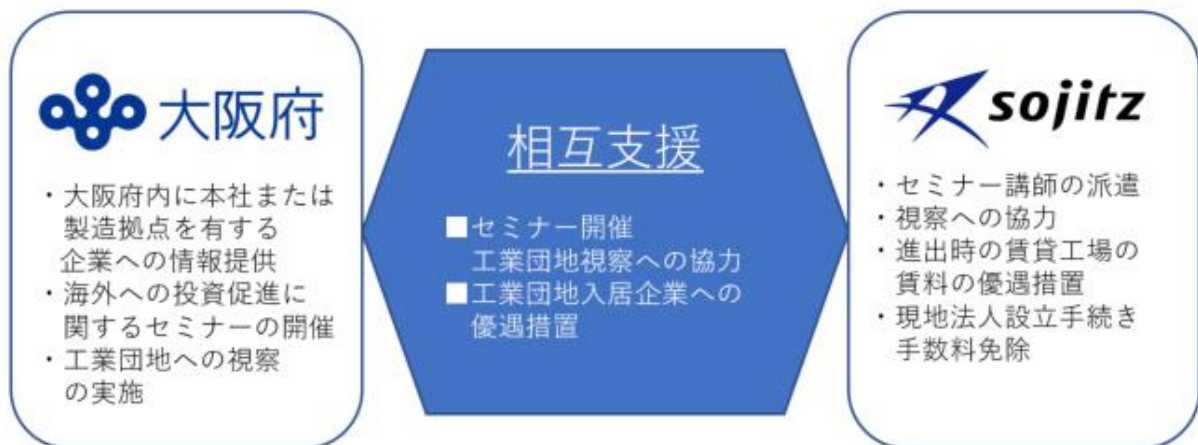 大阪府
・大阪府内に本社または
製造拠点を有する
企業への情報提供
・海外への投資促進に
関するセミナーの開催
・工業団地への視察
の実施
相互支援
■セミナー開催
工業団地視察への協力
■工業団地入居企業への
優遇措置
sojitz
・セミナー講師の派遣
・視察への協力
・進出時の賃貸工場の
賃料の優遇措置
・現地法人設立手続き
手数料免除